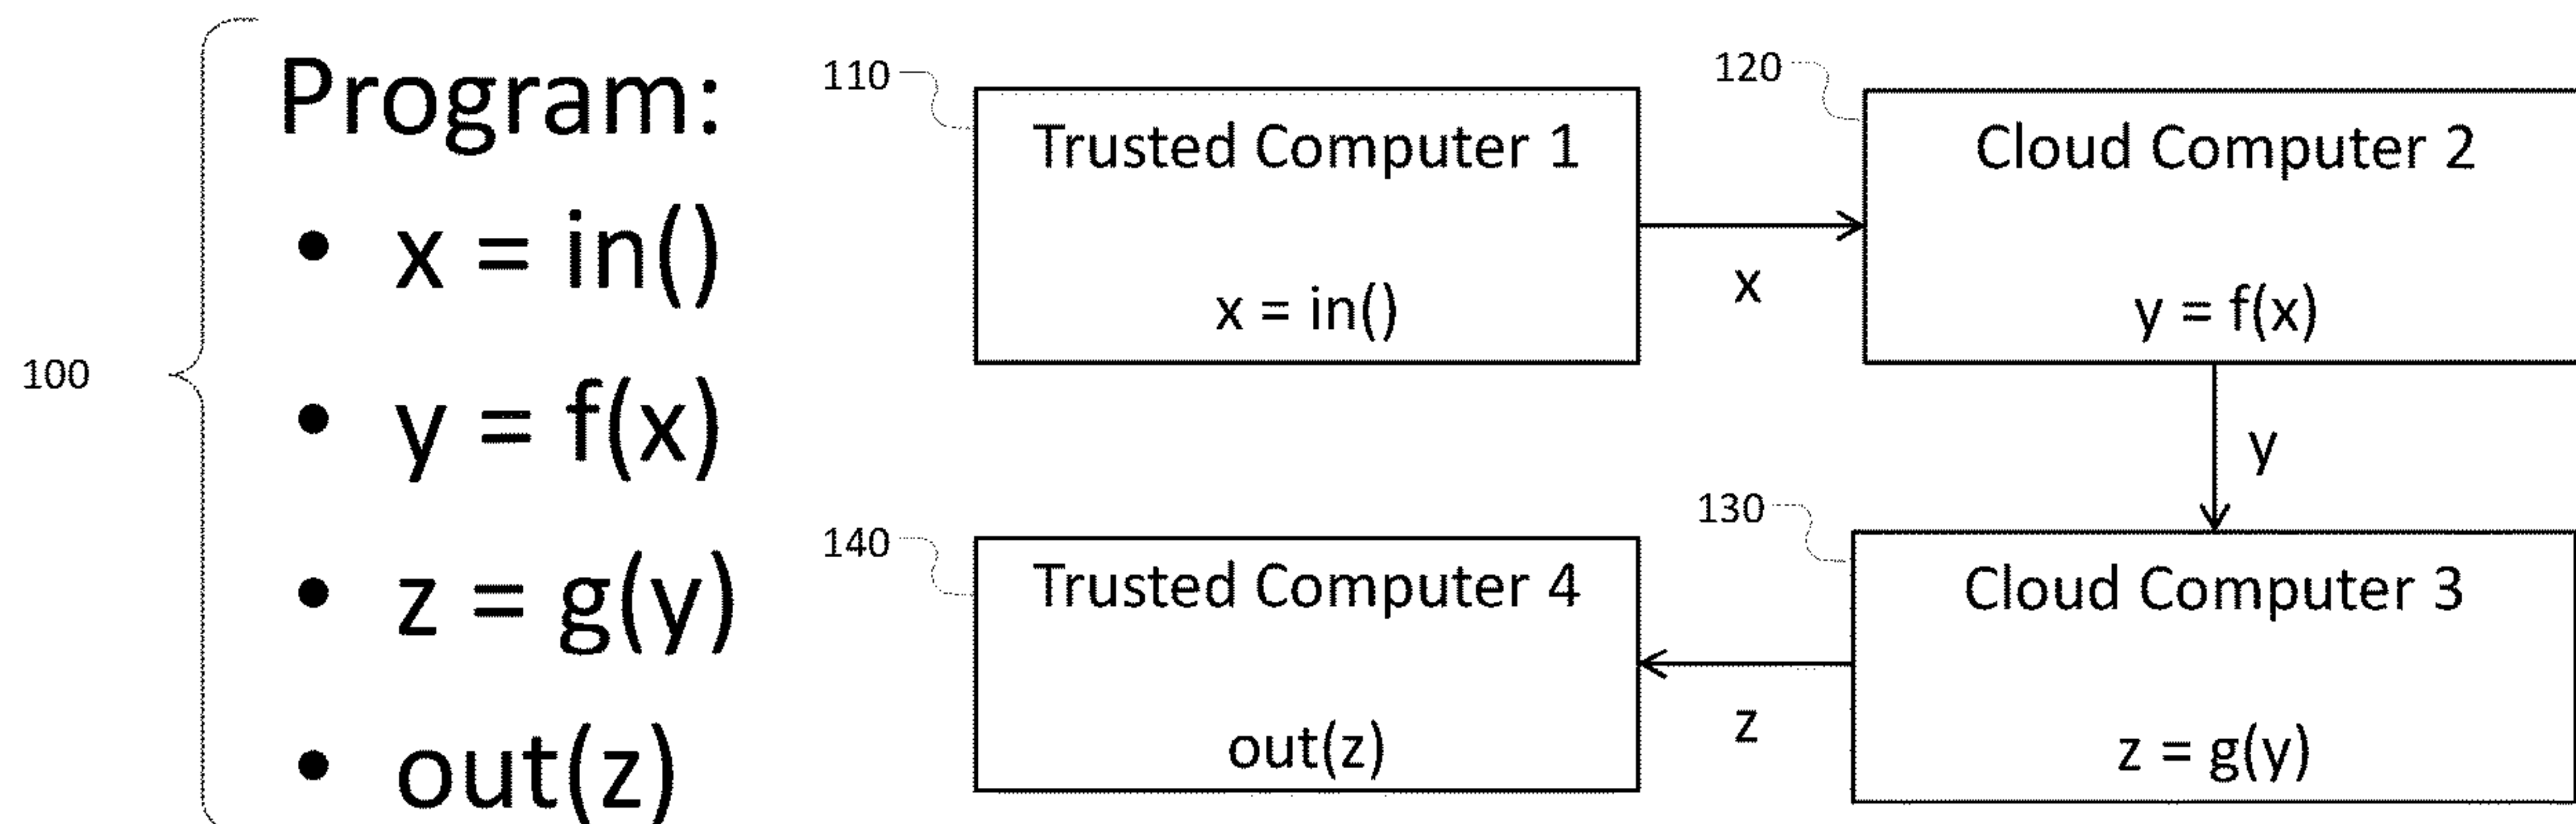 100
Program:
• x = in()
• y = f(x)
• z = g(y)
• out(z)
110
Trusted Computer 1
x = in()
x
120
Cloud Computer 2
y = f(x)
y
130
Cloud Computer 3
z = g(y)
z
140
Trusted Computer 4
out(z)